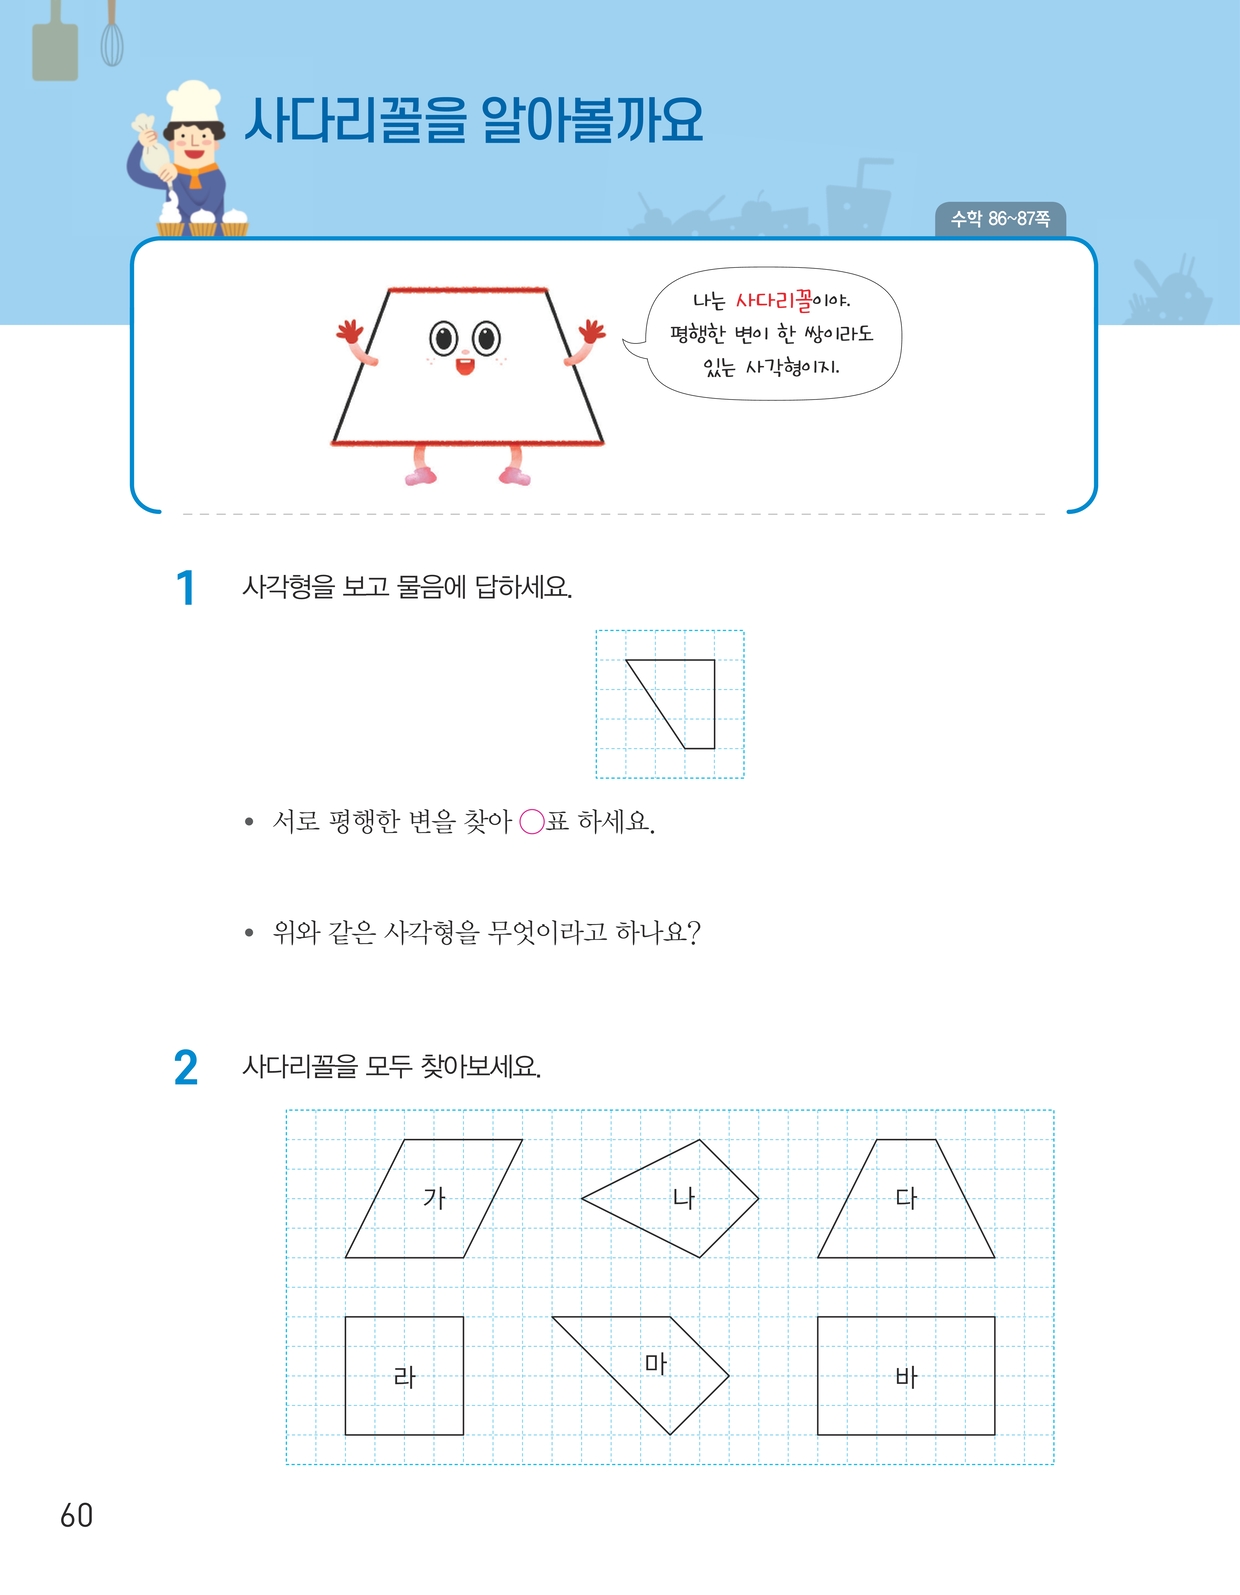 사다리꼴을 알아볼까요
수학 86~87쪽
나는 사다리꼴이야.
평행한 변이 한 쌍이라도
있는 사각형이지.
1 사각형을 보고 물음에 답하세요.
• 서로 평행한 변을 찾아 ○표 하세요.
• 위와 같은 사각형을 무엇이라고 하나요?
2 사다리꼴을 모두 찾아보세요.
가 나 다
라 마 바
60